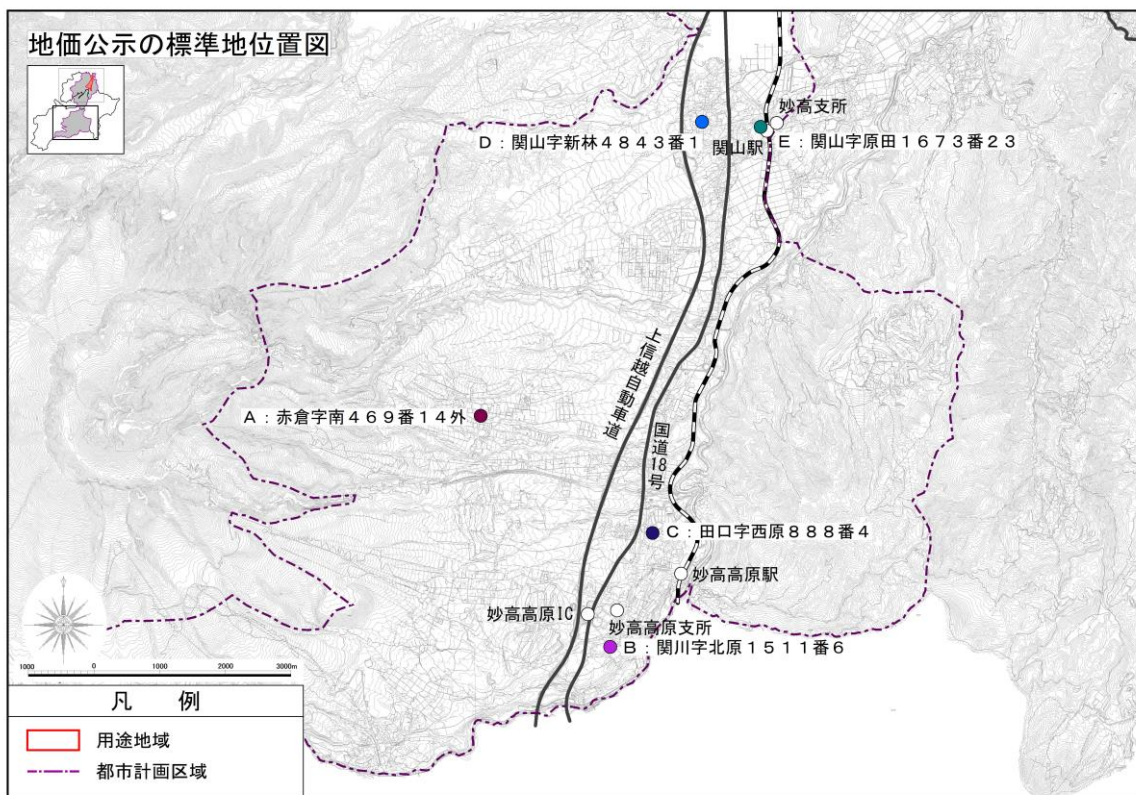 地価公示の標準地位置図
妙高支所
D：関山字新林４８４３番１
関山駅
E：関山字原田１６７３番２３
上信越自動車道
A：赤倉字南４６９番１４外
国道18号
C：田口字西原８８８番４
妙高高原駅
妙高高原IC
妙高高原支所
B：関川字北原１５１１番６
1000 0 1000 2000 3000m
凡　例
用途地域
都市計画区域